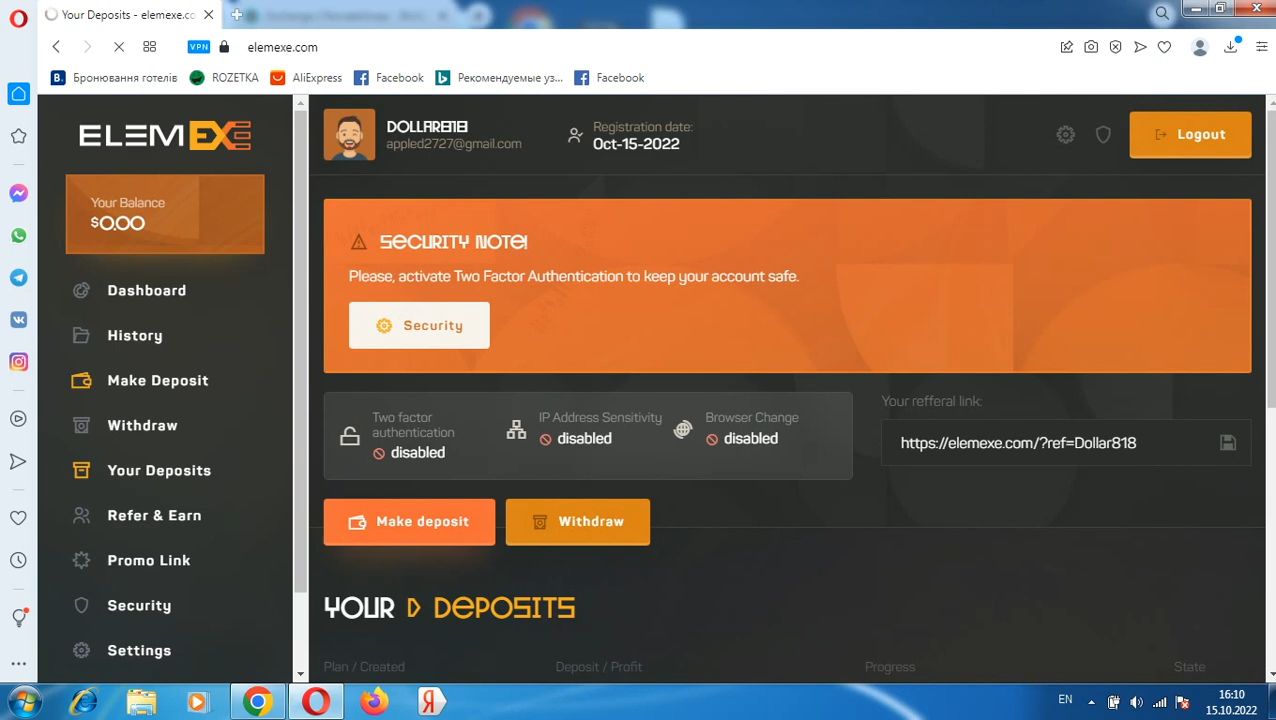 Your Deposits - elemexe.co:
VPN elemexe.com
B. Бронювання готелів ROZETKA AliExpress Facebook Рекомендуемые уз... Facebook
ELEMEXE
Your Balance
$0.00
Dashboard
History
Make Deposit
Withdraw
Your Deposits
Refer & Earn
Promo Link
Security
Settings
DOLLAR818
appled2727@gmail.com
Registration date:
Oct-15-2022
Logout
SECURITY NOTE!
Please, activate Two Factor Authentication to keep your account safe.
Security
Two factor
authentication
disabled
IP Address Sensitivity
disabled
Browser Change
disabled
Your refferal link:
https://elemexe.com/?ref=Dollar818
Make deposit
Withdraw
YOUR DEPOSITS
Plan / Created Deposit / Profit Progress State
EN
16:10
15.10.2022